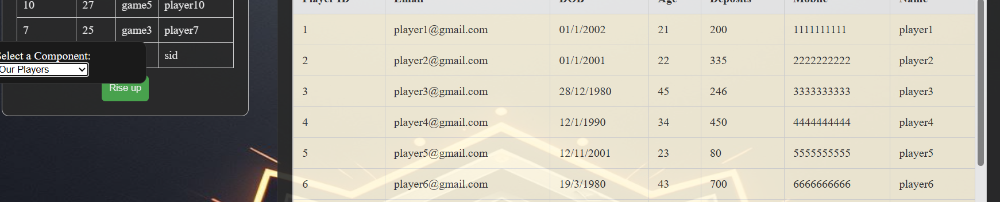 10 27 game5 player10
7 25 game3 player7
sid
Select a Component:
Our Players
Rise up
Player ID Email DOB Age Deposits Mobile Name
1 player1@gmail.com 01/1/2002 21 200 1111111111 player1
2 player2@gmail.com 01/1/2001 22 335 2222222222 player2
3 player3@gmail.com 28/12/1980 45 246 3333333333 player3
4 player4@gmail.com 12/1/1990 34 450 4444444444 player4
5 player5@gmail.com 12/11/2001 23 80 5555555555 player5
6 player6@gmail.com 19/3/1980 43 700 6666666666 player6